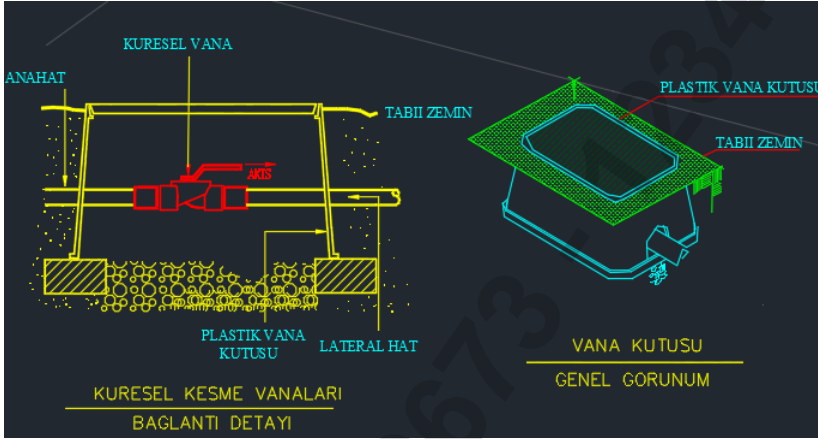 KURESEL VANA
ANAHAT
TABII ZEMIN
AKIS
PLASTIK VANA
KUTUSU
LATERAL HAT
KURESEL KESME VANALARI
BAGLANTI DETAYI
PLASTIK VANA KUTUSU
TABII ZEMIN
VANA KUTUSU
GENEL GORUNUM